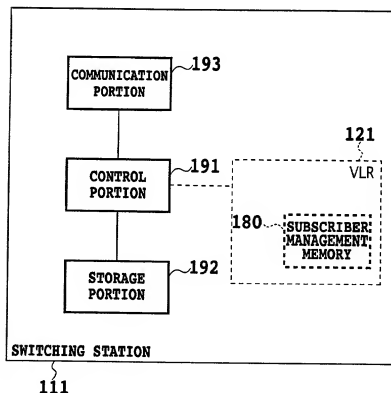 COMMUNICATION
PORTION
193
121
VLR
CONTROL
PORTION
191
180
SUBSCRIBER
MANAGEMENT
MEMORY
STORAGE
PORTION
192
SWITCHING STATION
111